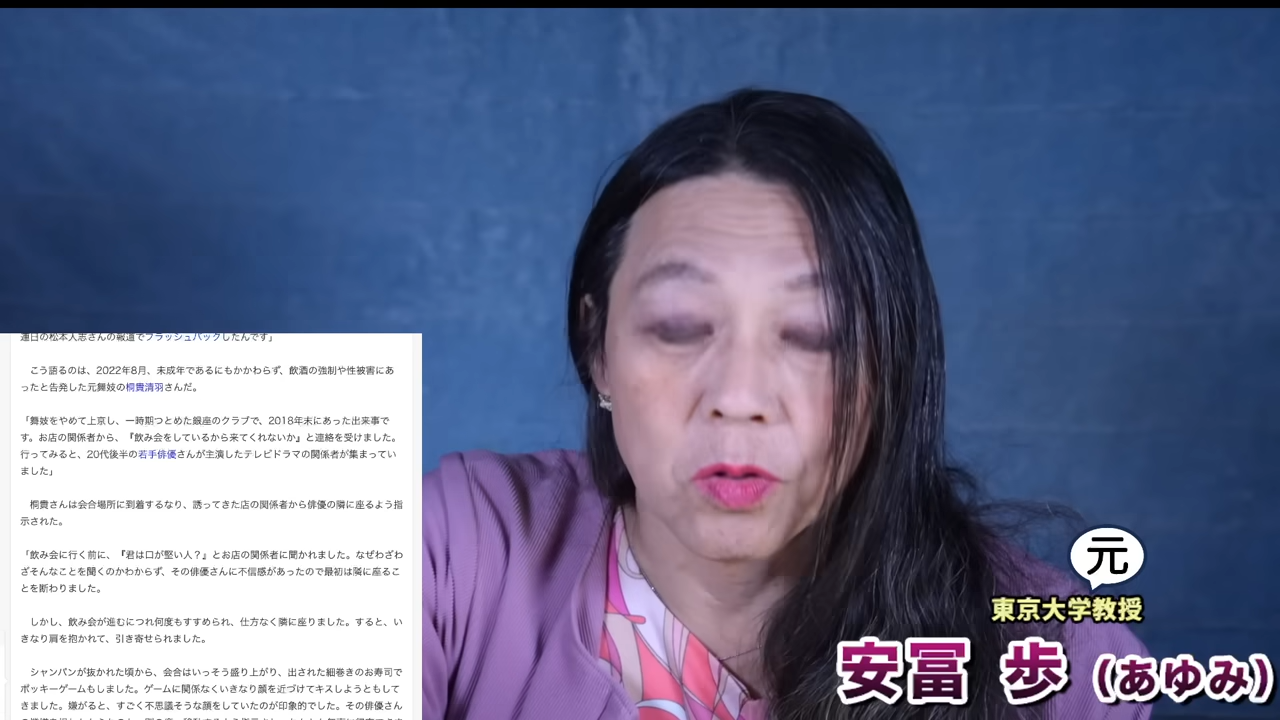 連日の松本人志さんの報道でフラッシュバックしたんです」
こう語るのは、2022年8月、未成年であるにもかかわらず、飲酒の強制や性被害にあ
ったと告発した元舞妓の桐貴清羽さんだ。
「舞妓をやめて上京し、一時期つとめた銀座のクラブで、2018年末にあった出来事で
す。お店の関係者から、『飲み会をしているから来てくれないか』と連絡を受けました。
行ってみると、20代後半の若手俳優さんが主演したテレビドラマの関係者が集まってい
ました」
桐貴さんは会合場所に到着するなり、誘ってきた店の関係者から俳優の隣に座るよう指
示された。
「飲み会に行く前に、『君は口が堅い人？』とお店の関係者に聞かれました。なぜわざわ
ざそんなことを聞くのかわからず、その俳優さんに不信感があったので最初は隣に座るこ
とを断わりました。
しかし、飲み会が進むにつれ何度もすすめられ、仕方なく隣に座りました。すると、い
きなり肩を抱かれて、引き寄せられました。
シャンパンが抜かれた頃から、会合はいっそう盛り上がり、出された細巻きのお寿司で
ポッキーゲームもしました。ゲームに関係なくいきなり顔を近づけてキスしようともして
きました。嫌がると、すごく不思議そうな顔をしていたのが印象的でした。その俳優さん
元
東京大学教授
安冨 歩 (あゆみ)